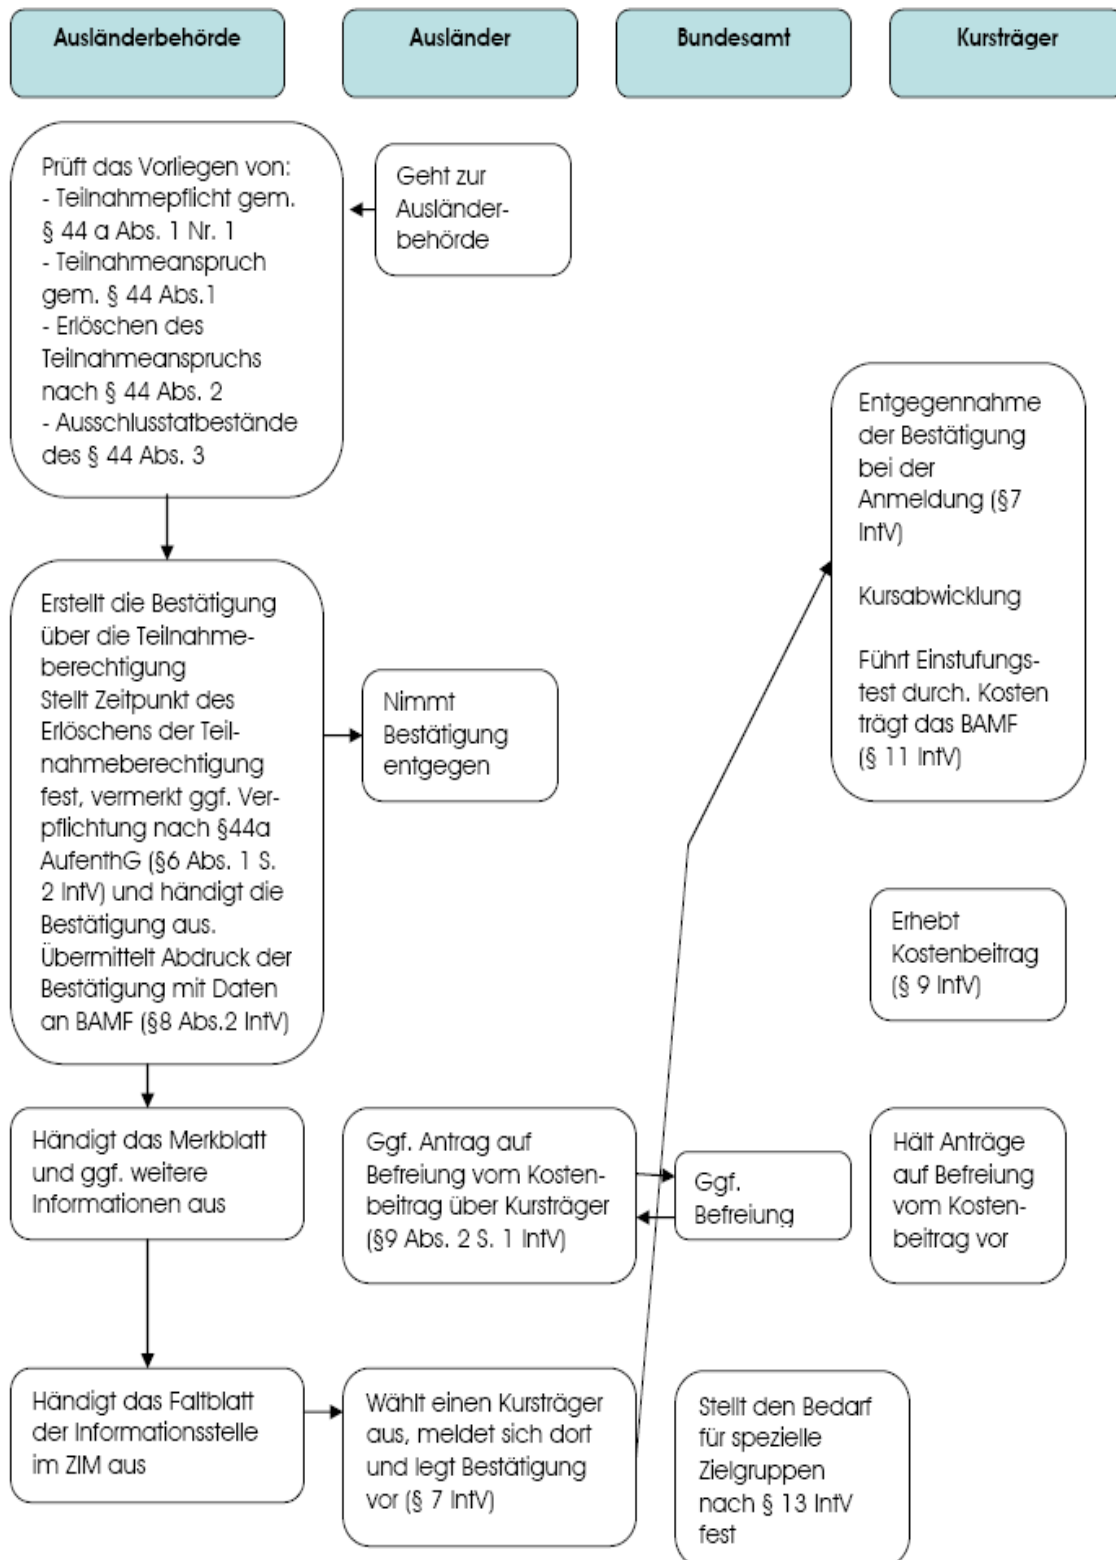 Ausländerbehörde
Ausländer
Bundesamt
Kursträger
Prüft das Vorliegen von:
- Teilnahmepflicht gem.
§ 44 a Abs. 1 Nr. 1
- Teilnahmeanspruch
gem. § 44 Abs.1
- Erlöschen des
Teilnahmeanspruchs
nach § 44 Abs. 2
- Ausschlusstatbestände
des § 44 Abs. 3
Geht zur
Ausländer-
behörde
Entgegennahme
der Bestätigung
bei der
Anmeldung (§7
IntV)
Kursabwicklung
Führt Einstufungs-
test durch. Kosten
trägt das BAMF
(§ 11 IntV)
Erstellt die Bestätigung
über die Teilnahme-
berechtigung
Stellt Zeitpunkt des
Erlöschens der Teil-
nahmeberechtigung
fest, vermerkt ggf. Ver-
pflichtung nach §44a
AufenthG (§6 Abs. 1 S.
2 IntV) und händigt die
Bestätigung aus.
Übermittelt Abdruck der
Bestätigung mit Daten
an BAMF (§8 Abs.2 IntV)
Nimmt
Bestätigung
entgegen
Erhebt
Kostenbeitrag
(§ 9 IntV)
Händigt das Merkblatt
und ggf. weitere
Informationen aus
Ggf. Antrag auf
Befreiung vom Kosten-
beitrag über Kursträger
(§9 Abs. 2 S. 1 IntV)
Ggf.
Befreiung
Hält Anträge
auf Befreiung
vom Kosten-
beitrag vor
Händigt das Faltblatt
der Informationsstelle
im ZIM aus
Wählt einen Kursträger
aus, meldet sich dort
und legt Bestätigung
vor (§ 7 IntV)
Stellt den Bedarf
für spezielle
Zielgruppen
nach § 13 IntV
fest